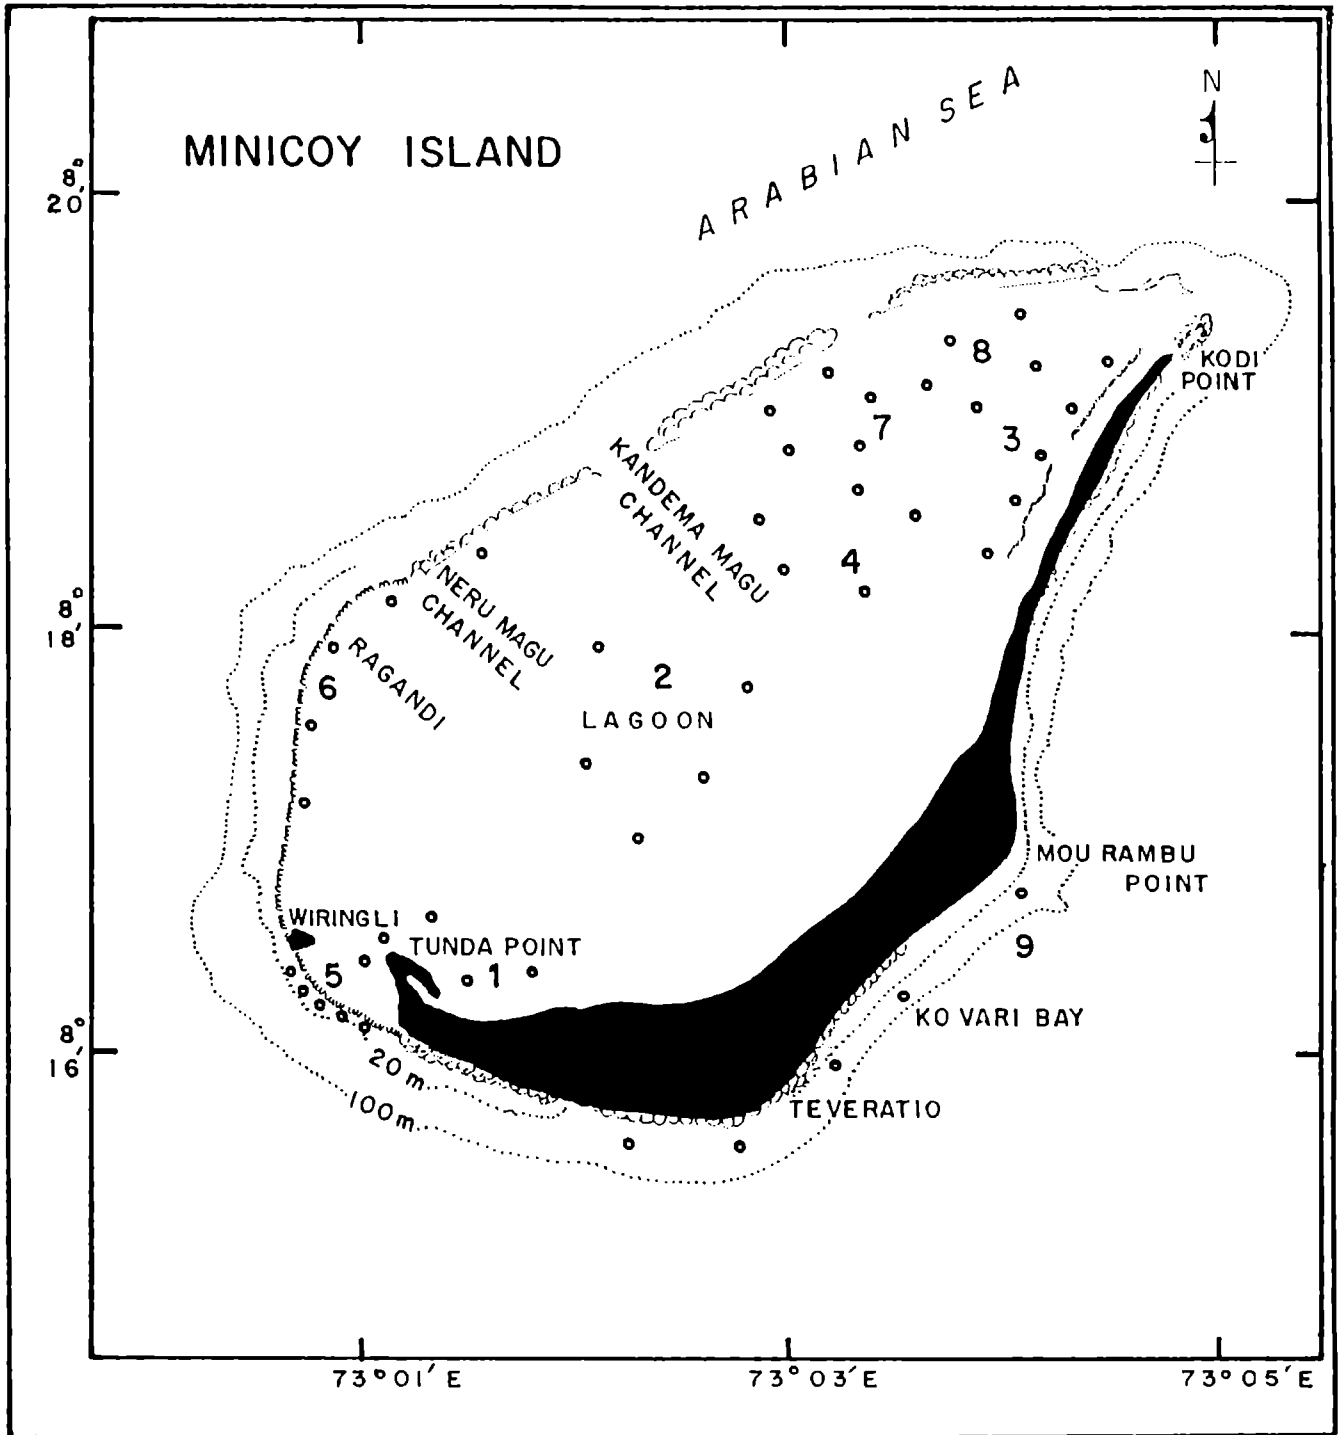 ARABIAN SEA
N
MINICOY ISLAND
8°
20'
8
KODI
POINT
7
3
KANDEMA MAGU
CHANNEL
4
NERU MAGU
CHANNEL
8°
18'
RAGANDI
6
2
LAGOON
MOU RAMBU
POINT
WIRINGLI
TUNDA POINT
9
5
1
KO VARI BAY
8°
16'
20 m
100m
TEVERATIO
73°01'E
73°03'E
73°05'E